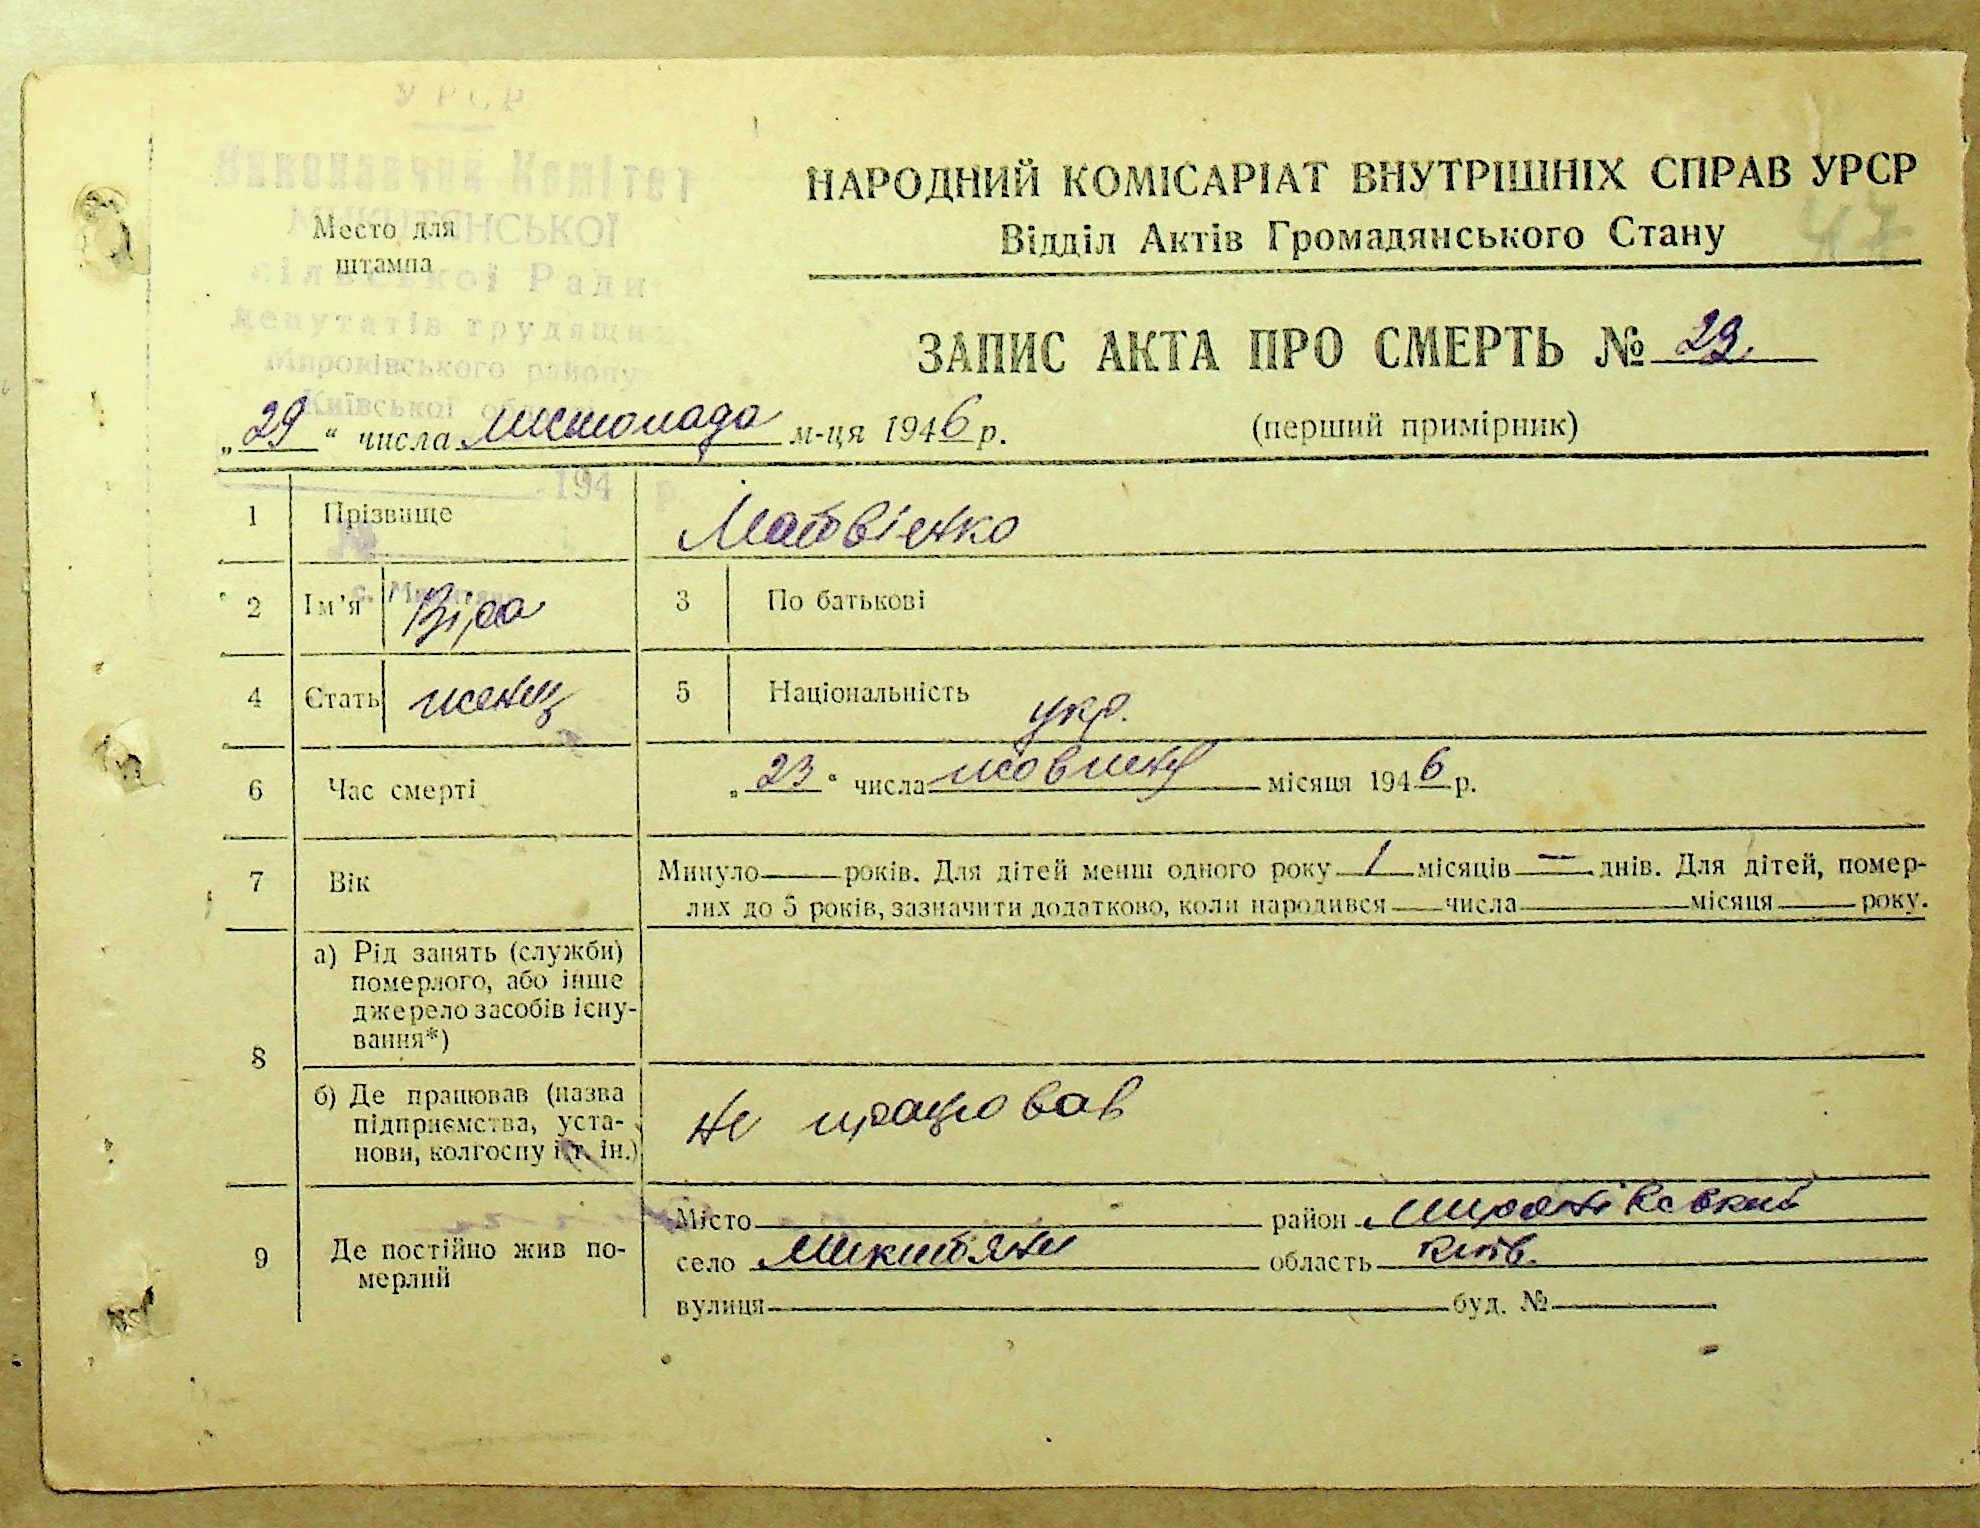 УРСР
Виконавчий Комітет
МИКИТЯНСЬКОЇ
сільської Ради
депутатів трудящих
Миронівського району
Київської
Место для
штампа
НАРОДНИЙ КОМІСАРІАТ ВНУТРІШНІХ СПРАВ УРСР
Відділ Актів Громадянського Стану
47
ЗАПИС АКТА ПРО СМЕРТЬ № 29.
(перший примірник)
„29“ числа листопада м-ця 1946 р.
194 р.
1 Прізвище Матвієнко
2 Ім'я Віра 3 По батькові
4 Стать женщ 5 Національність укр.
6 Час смерті „23“ числа жовтня місяця 1946 р.
7 Вік Минуло — років. Для дітей менш одного року 1 місяців — днів. Для дітей, помер-
лих до 5 років, зазначити додатково, коли народився — числа — місяця — року.
8 а) Рід занять (служби)
померлого, або інше
джерело засобів існу-
вання*)
б) Де працював (назва
підприємства, уста-
нови, колгоспу і т. ін.)
не працював
9 Де постійно жив по-
мерлий
Місто район Миронівський
село Микитяни область Київ.
вулиця буд. №